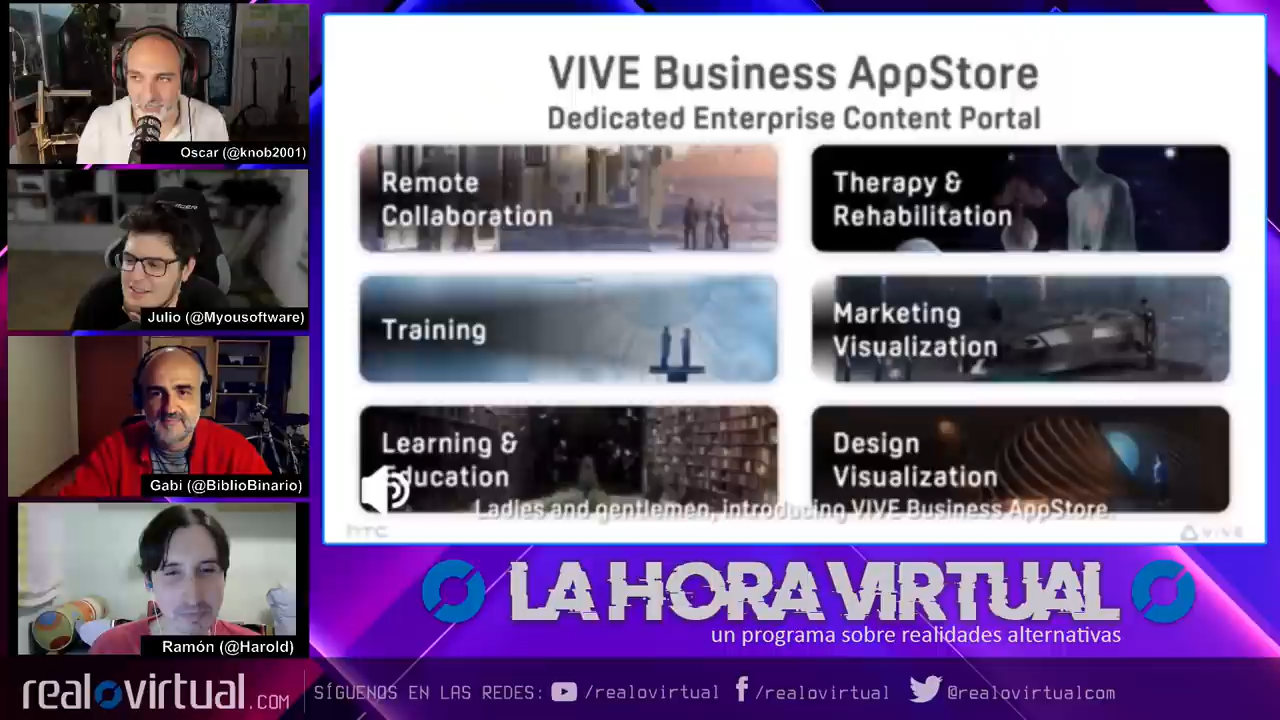 Oscar (@knob2001)
Julio (@Myousoftware)
Gabi (@BiblioBinario)
Ramón (@Harold)
VIVE Business AppStore
Dedicated Enterprise Content Portal
Remote
Collaboration
Therapy &
Rehabilitation
Training
Marketing
Visualization
Learning &
Education
Design
Visualization
Ladies and gentlemen, introducing VIVE Business AppStore.
hTC
VIVE
LA HORA VIRTUAL
un programa sobre realidades alternativas
realovirtual.com
SÍGUENOS EN LAS REDES: /realovirtual /realovirtual @realovirtualcom